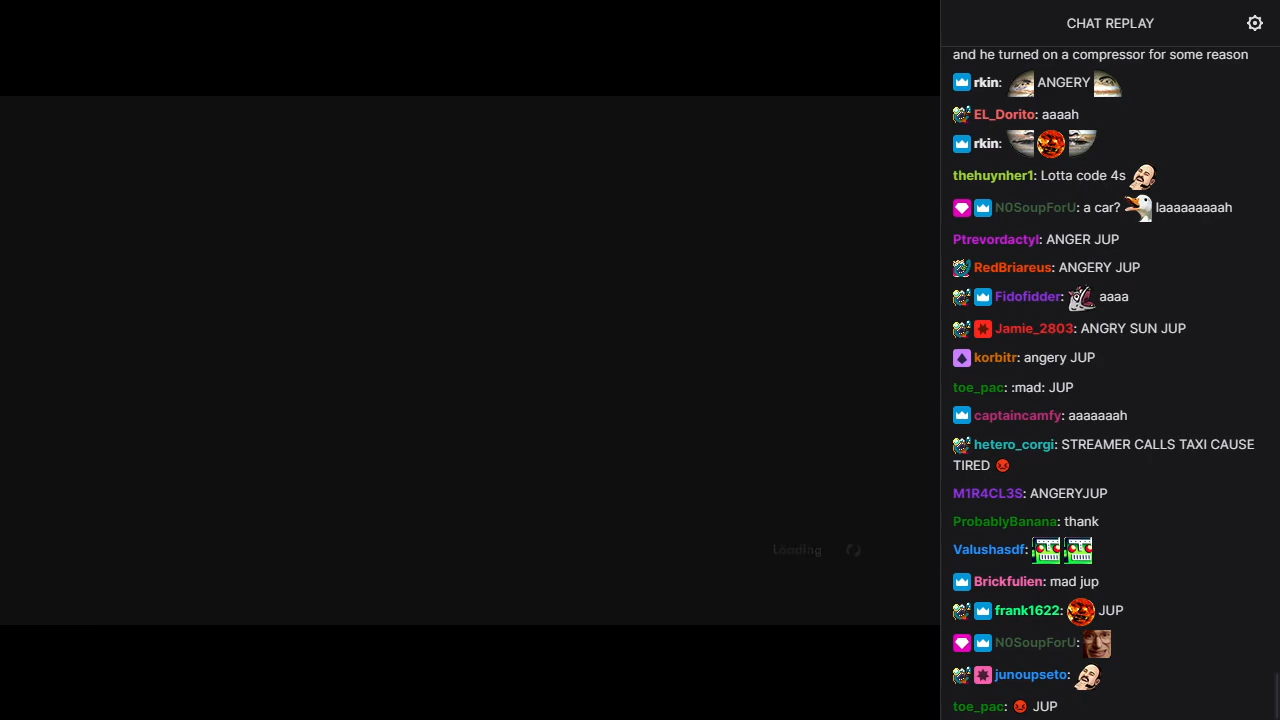 CHAT REPLAY
and he turned on a compressor for some reason
rkin: ANGERY
EL_Dorito: aaaah
rkin:
thehuynher1: Lotta code 4s
N0SoupForU: a car? laaaaaaaaah
Ptrevordactyl: ANGER JUP
RedBriareus: ANGERY JUP
Fidofidder: aaaa
Jamie_2803: ANGRY SUN JUP
korbitr: angery JUP
toe_pac: :mad: JUP
captaincamfy: aaaaaaah
hetero_corgi: STREAMER CALLS TAXI CAUSE
TIRED
M1R4CL3S: ANGERYJUP
ProbablyBanana: thank
Loading
Valushasdf:
Brickfulien: mad jup
frank1622: JUP
N0SoupForU:
junoupseto:
toe_pac: JUP